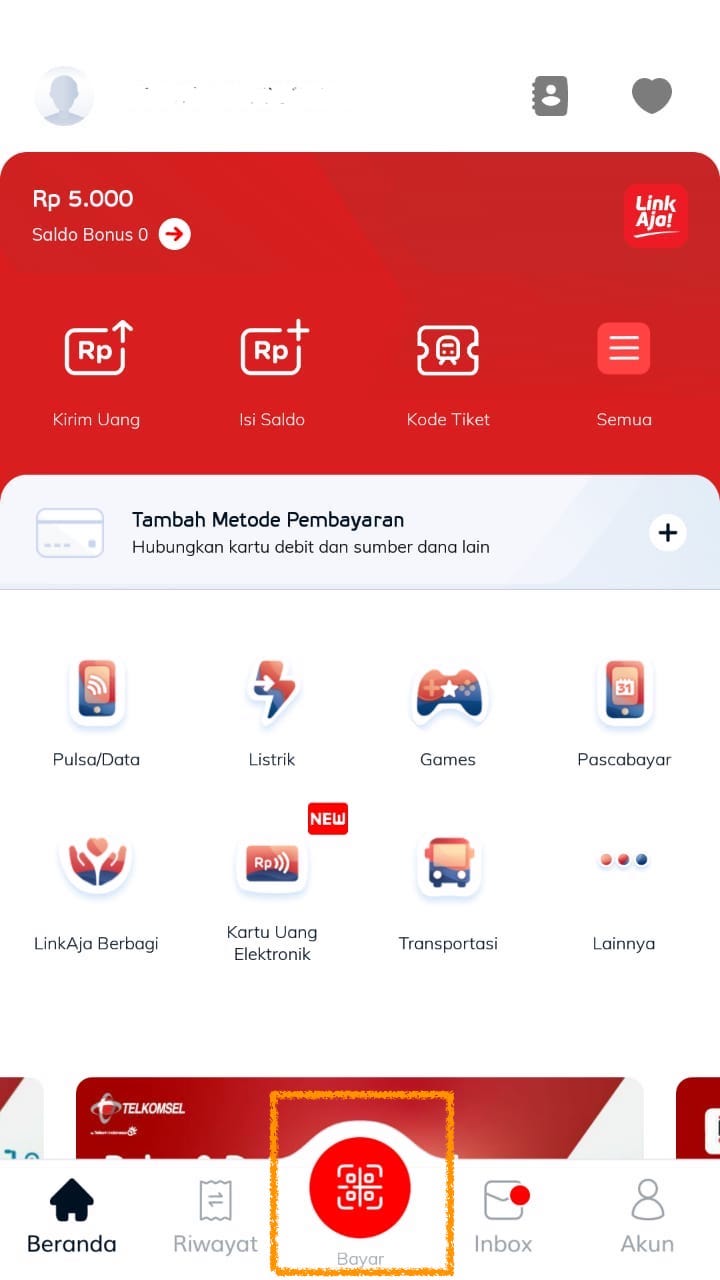 Rp 5.000
Saldo Bonus 0
Link
Aja!
Rp
Rp
Kirim Uang
Isi Saldo
Kode Tiket
Semua
Tambah Metode Pembayaran
Hubungkan kartu debit dan sumber dana lain
31
Pulsa/Data
Listrik
Games
Pascabayar
NEW
Rp
LinkAja Berbagi
Kartu Uang
Elektronik
Transportasi
Lainnya
TELKOMSEL
Beranda
Riwayat
Bayar
Inbox
Akun